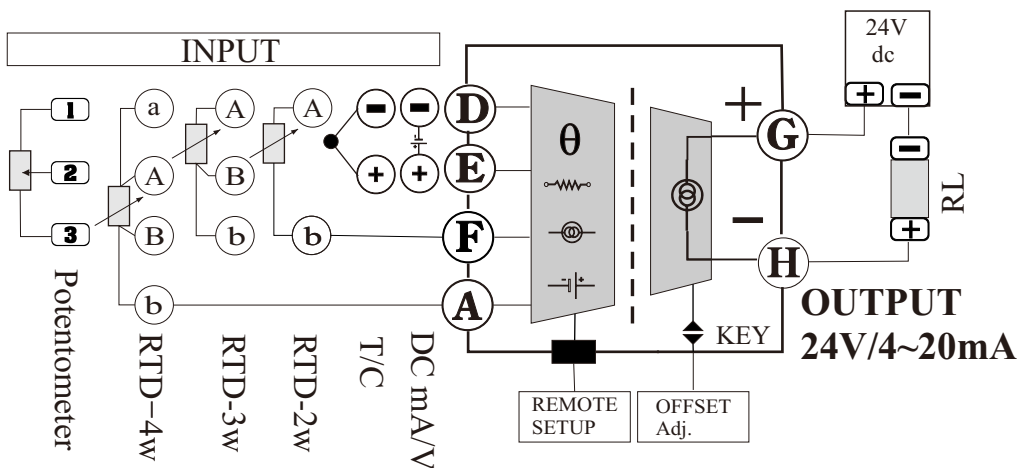 INPUT
24V
dc
+ −
1 a A A − − D
θ
+ G
−
2 A B + + E
3 B b b F
− H
+
RL
b A
OUTPUT
24V/4~20mA
KEY
Potentometer
RTD−4w
RTD-3w
RTD-2w
T/C
DC mA/V
REMOTE
SETUP
OFFSET
Adj.